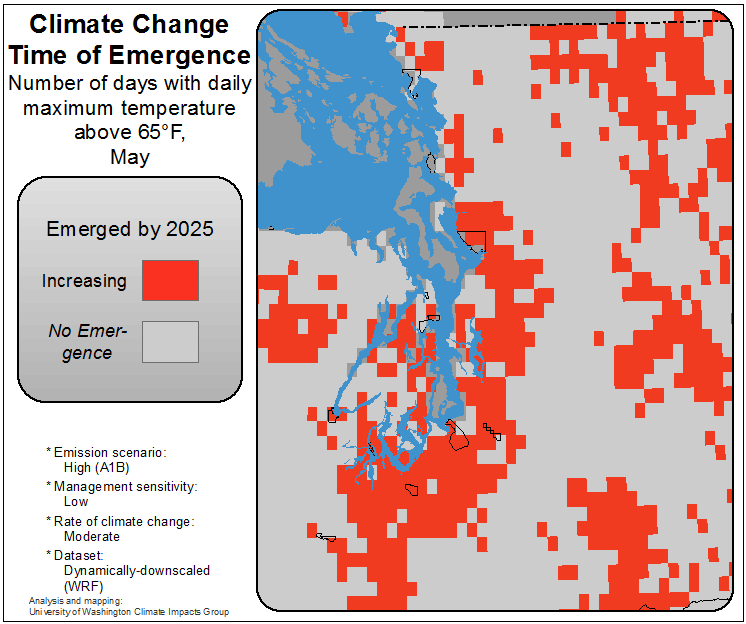 Climate Change
Time of Emergence
Number of days with daily
maximum temperature
above 65°F,
May
Emerged by 2025
Increasing
No Emer-
gence
* Emission scenario:
High (A1B)
* Management sensitivity:
Low
* Rate of climate change:
Moderate
* Dataset:
Dynamically-downscaled
(WRF)
Analysis and mapping:
University of Washington Climate Impacts Group